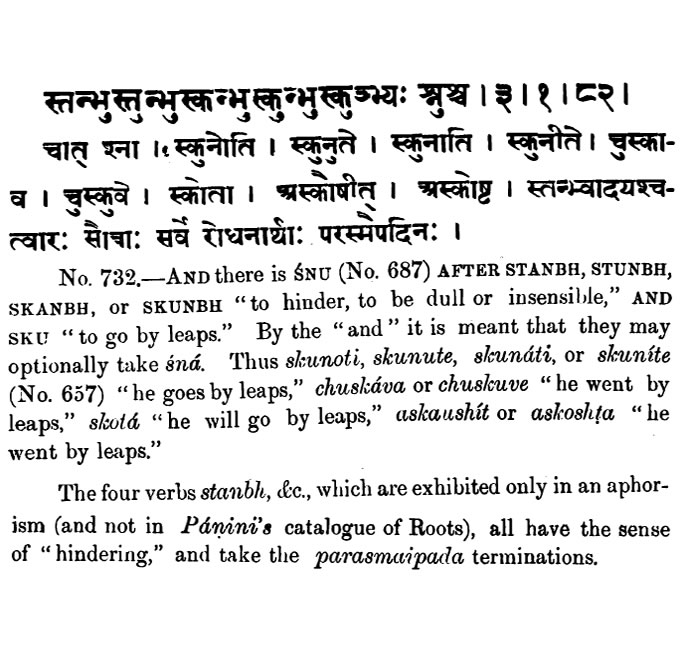 स्तन्भुस्तुन्भुस्कन्भुस्कुन्भुस्कुञ्भ्यः श्नुश्च । ३ । १ । ८२ ।
चात् श्ना । स्कुनोति । स्कुनुते । स्कुनाति । स्कुनीते । चुस्का-
व । चुस्कुवे । स्कोता । अस्कौषीत् । अस्कोष्ट । स्तन्भ्वादयश्च-
त्वारः सौत्राः सर्वे रोधनार्थाः परस्मैपदिनः ।
No. 732.—AND there is ŚNU (No. 687) AFTER STANBH, STUNBH,
SKANBH, or SKUNBH “to hinder, to be dull or insensible,” AND
SKU “to go by leaps.” By the “and” it is meant that they may
optionally take śná. Thus skunoti, skunute, skunáti, or skuníte
(No. 657) “he goes by leaps,” chuskáva or chuskuve “he went by
leaps,” skotá “he will go by leaps,” askaushít or askoshṭa “he
went by leaps.”
The four verbs stanbh, &c., which are exhibited only in an aphor-
ism (and not in Páṇini's catalogue of Roots), all have the sense
of “hindering,” and take the parasmaipada terminations.